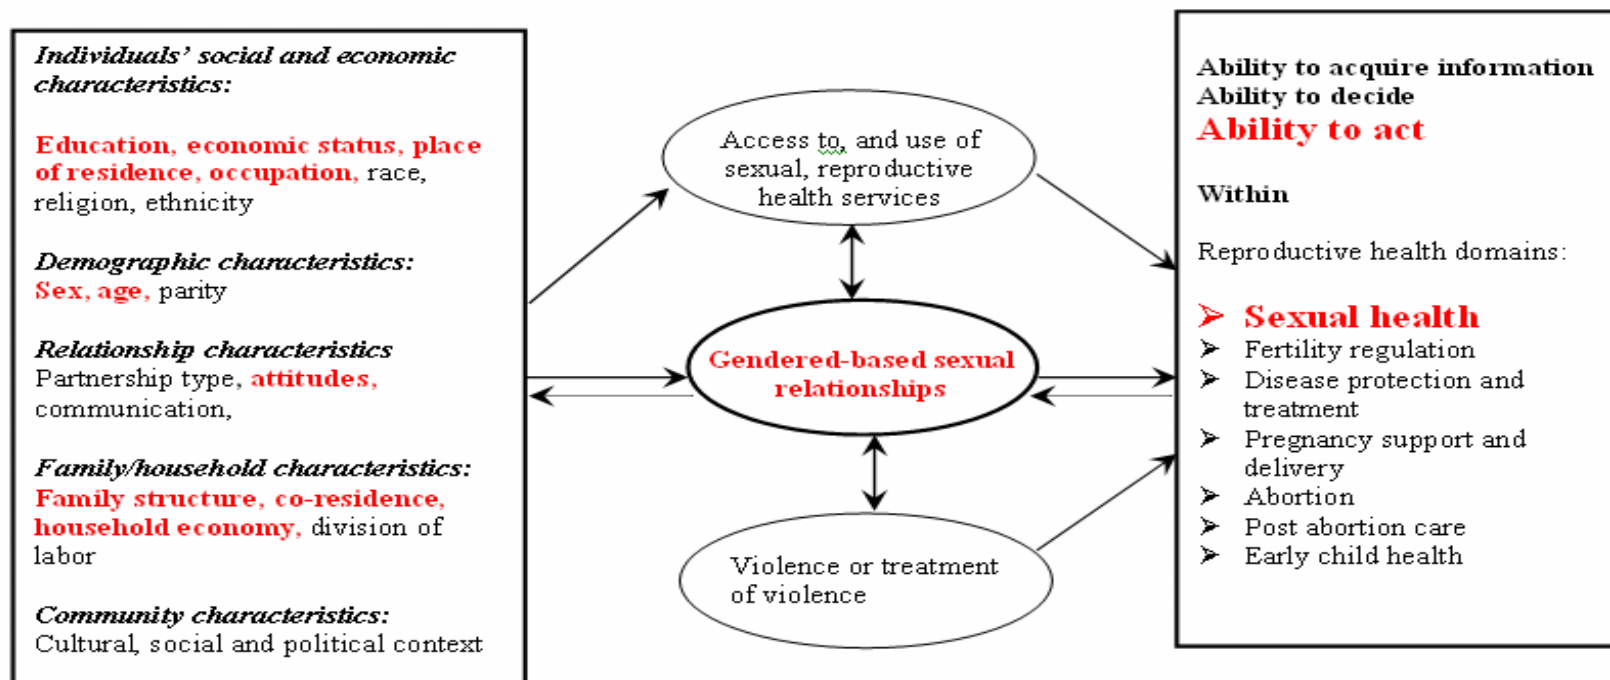 Individuals’ social and economic
characteristics:
Education, economic status, place
of residence, occupation, race,
religion, ethnicity
Demographic characteristics:
Sex, age, parity
Relationship characteristics
Partnership type, attitudes,
communication,
Family/household characteristics:
Family structure, co-residence,
household economy, division of
labor
Community characteristics:
Cultural, social and political context
Access to, and use of
sexual, reproductive
health services
Gendered-based sexual
relationships
Violence or treatment
of violence
Ability to acquire information
Ability to decide
Ability to act
Within
Reproductive health domains:
➢ Sexual health
➢ Fertility regulation
➢ Disease protection and
treatment
➢ Pregnancy support and
delivery
➢ Abortion
➢ Post abortion care
➢ Early child health